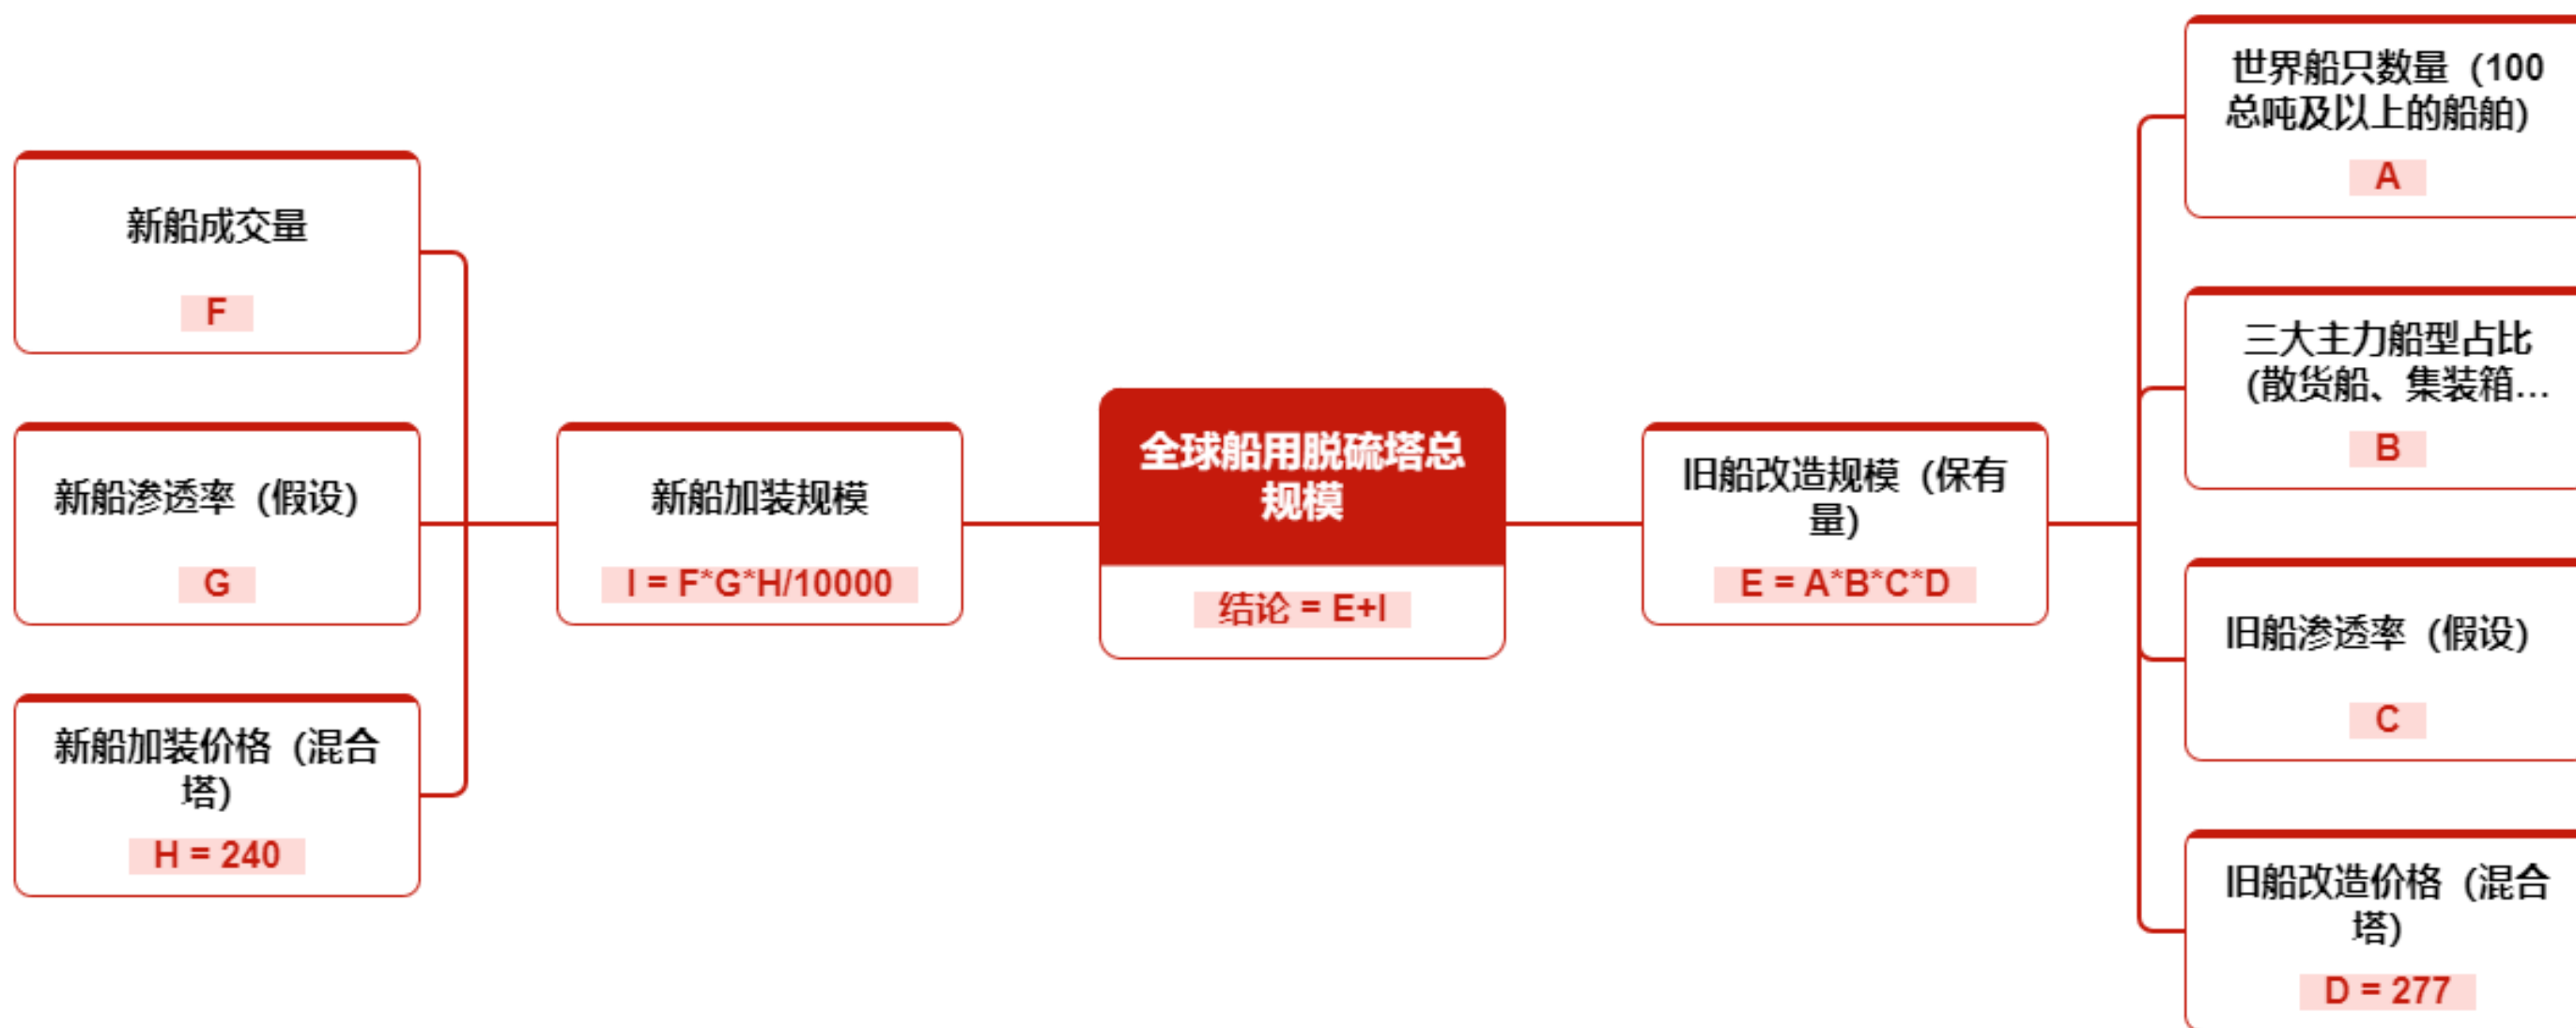 新船成交量
F
新船渗透率（假设）
G
新船加装价格（混合
塔）
H = 240
新船加装规模
I = F*G*H/10000
全球船用脱硫塔总
规模
结论 = E+I
旧船改造规模（保有
量）
E = A*B*C*D
世界船只数量（100
总吨及以上的船舶）
A
三大主力船型占比
（散货船、集装箱...
B
旧船渗透率（假设）
C
旧船改造价格（混合
塔）
D = 277